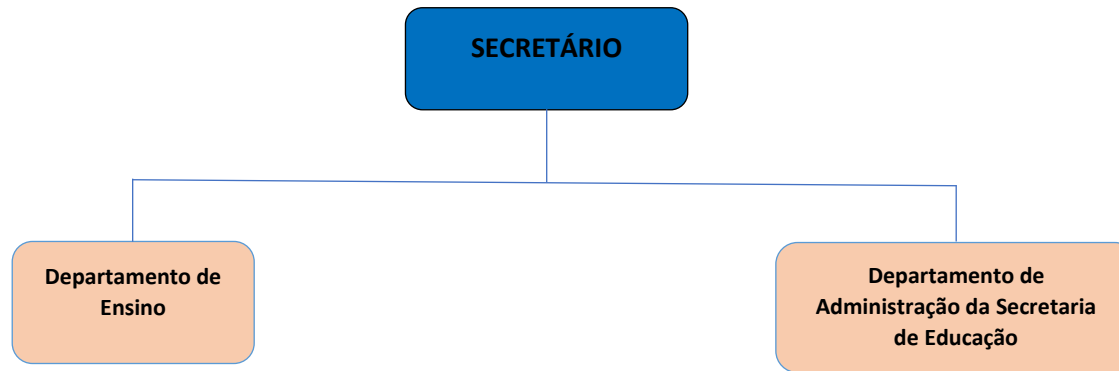 SECRETÁRIO
Departamento de
Ensino
Departamento de
Administração da Secretaria
de Educação